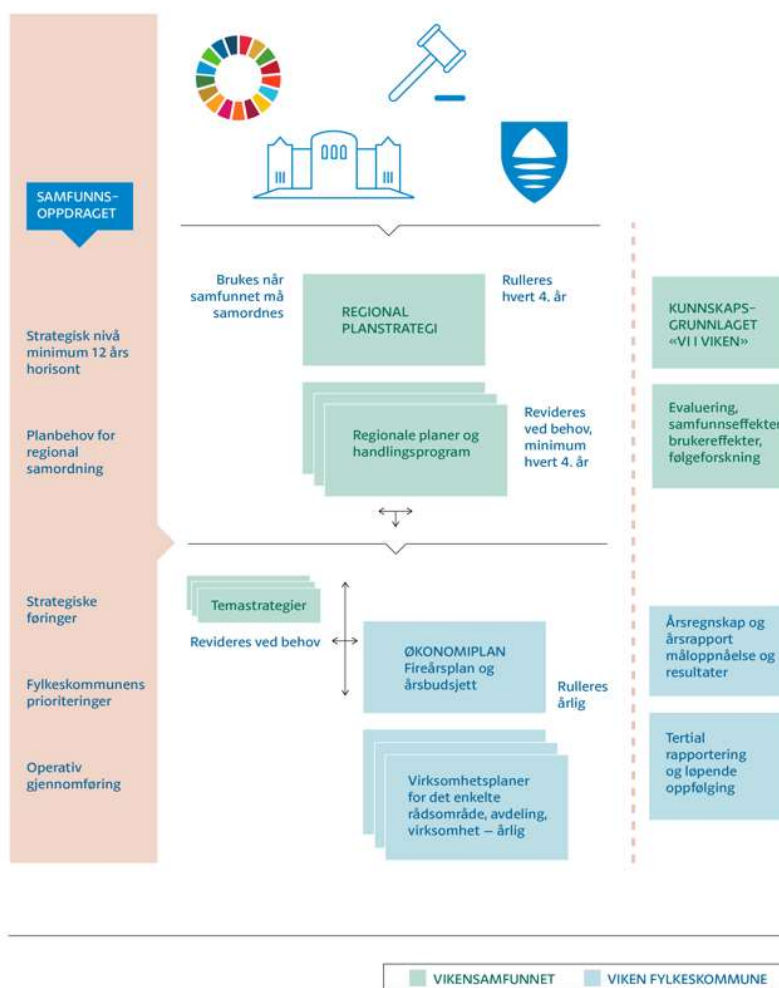 SAMFUNNS-
OPPDRAGET
Strategisk nivå
minimum 12 års
horisont
Planbehov for
regional
samordning
Strategiske
føringer
Fylkeskommunens
prioriteringer
Operativ
gjennomføring
Brukes når
samfunnet må
samordnes
REGIONAL
PLANSTRATEGI
Rulleres
hvert 4. år
Regionale planer og
handlingsprogram
Revideres
ved behov,
minimum
hvert 4. år
Temastrategier
Revideres ved behov
ØKONOMIPLAN
Fireårsplan og
årsbudsjett
Rulleres
årlig
Virksomhetsplaner
for det enkelte
rådsområde, avdeling,
virksomhet – årlig
KUNNSKAPS-
GRUNNLAGET
«VI I VIKEN»
Evaluering,
samfunnseffekter
brukereffekter,
følgeforskning
Årsregnskap og
årsrapport
måloppnåelse og
resultater
Tertial
rapportering
og løpende
oppfølging
VIKENSAMFUNNET
VIKEN FYLKESKOMMUNE